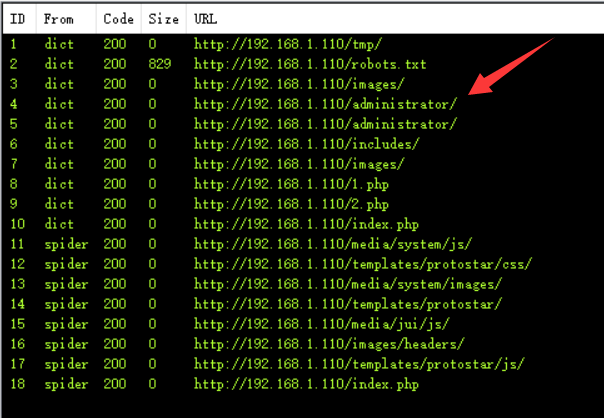 ID From Code Size URL
1 dict 200 0 http://192.168.1.110/tmp/
2 dict 200 829 http://192.168.1.110/robots.txt
3 dict 200 0 http://192.168.1.110/images/
4 dict 200 0 http://192.168.1.110/administrator/
5 dict 200 0 http://192.168.1.110/administrator/
6 dict 200 0 http://192.168.1.110/includes/
7 dict 200 0 http://192.168.1.110/images/
8 dict 200 0 http://192.168.1.110/1.php
9 dict 200 0 http://192.168.1.110/2.php
10 dict 200 0 http://192.168.1.110/index.php
11 spider 200 0 http://192.168.1.110/media/system/js/
12 spider 200 0 http://192.168.1.110/templates/protostar/css/
13 spider 200 0 http://192.168.1.110/media/system/images/
14 spider 200 0 http://192.168.1.110/templates/protostar/
15 spider 200 0 http://192.168.1.110/media/jui/js/
16 spider 200 0 http://192.168.1.110/images/headers/
17 spider 200 0 http://192.168.1.110/templates/protostar/js/
18 spider 200 0 http://192.168.1.110/index.php